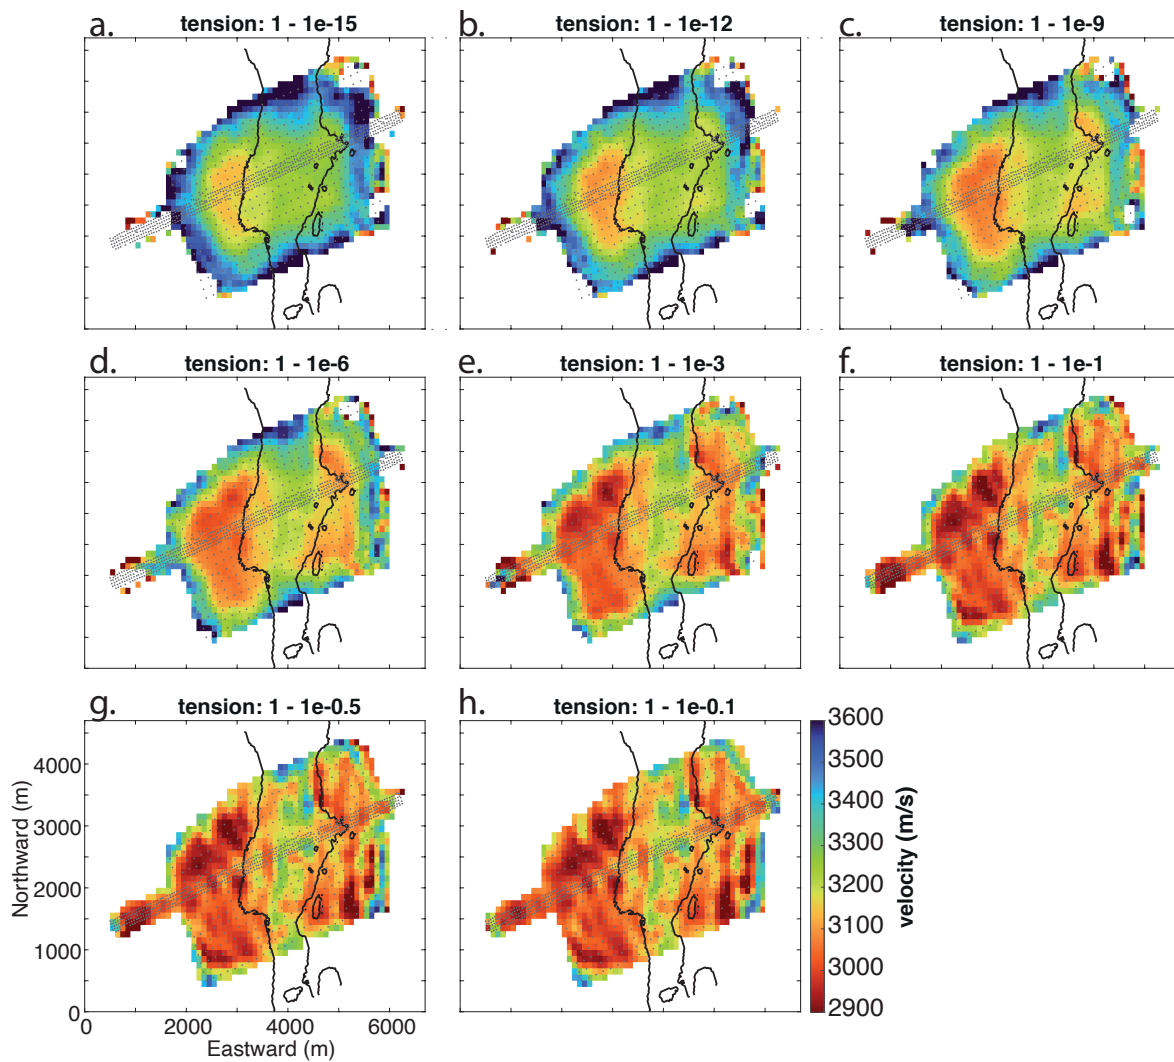 a. tension: 1 - 1e-15
b. tension: 1 - 1e-12
c. tension: 1 - 1e-9
d. tension: 1 - 1e-6
e. tension: 1 - 1e-3
f. tension: 1 - 1e-1
g. tension: 1 - 1e-0.5
h. tension: 1 - 1e-0.1
4000
3000
2000
1000
0
Northward (m)
0 2000 4000 6000
Eastward (m)
3600
3500
3400
3300
3200
3100
3000
2900
velocity (m/s)